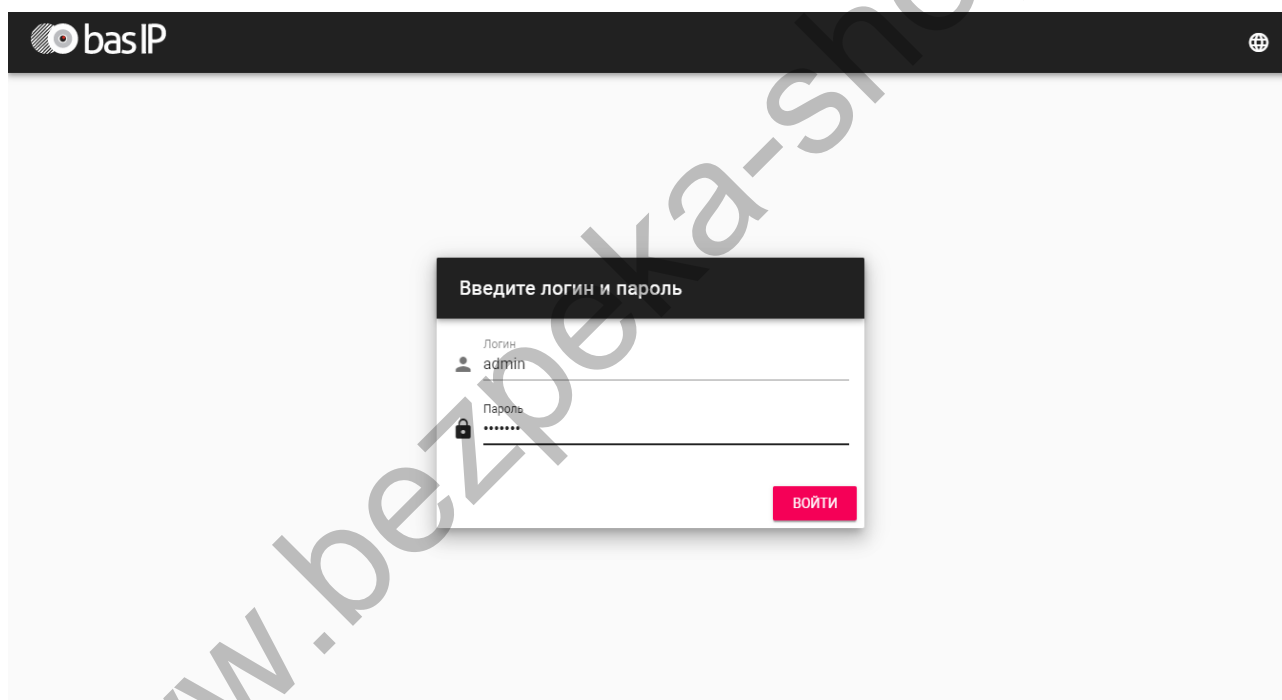 bas IP
Введите логин и пароль
Логин
admin
Пароль
•••••••
ВОЙТИ
www.bezpeka-sho